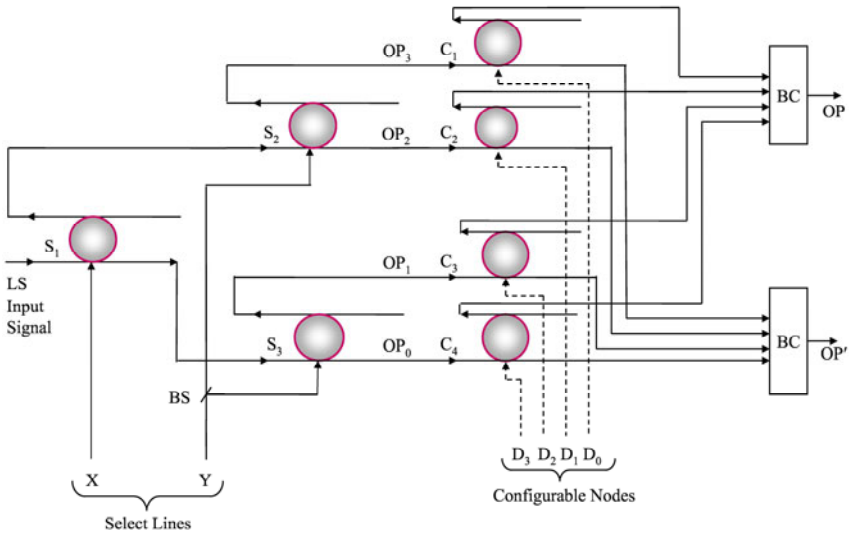 OP3 C1
BC
OP
S2 OP2 C2
S1
LS
Input
Signal
OP1 C3
S3 OP0 C4
BC
OP′
BS
D3 D2 D1 D0
X Y
Configurable Nodes
Select Lines